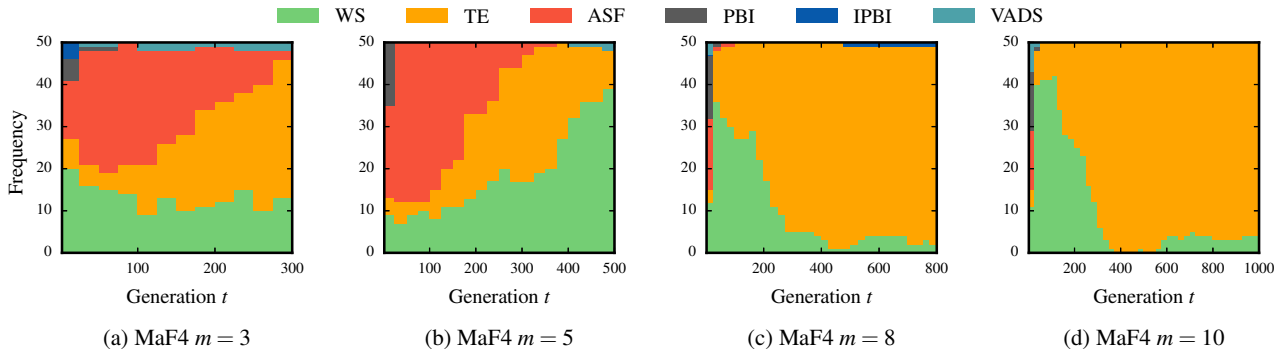 WS TE ASF PBI IPBI VADS
Frequency
50
40
30
20
10
0
100 200 300
Generation t
(a) MaF4 m = 3
50
40
30
20
10
0
100 200 300 400 500
Generation t
(b) MaF4 m = 5
50
40
30
20
10
0
200 400 600 800
Generation t
(c) MaF4 m = 8
50
40
30
20
10
0
200 400 600 800 1000
Generation t
(d) MaF4 m = 10